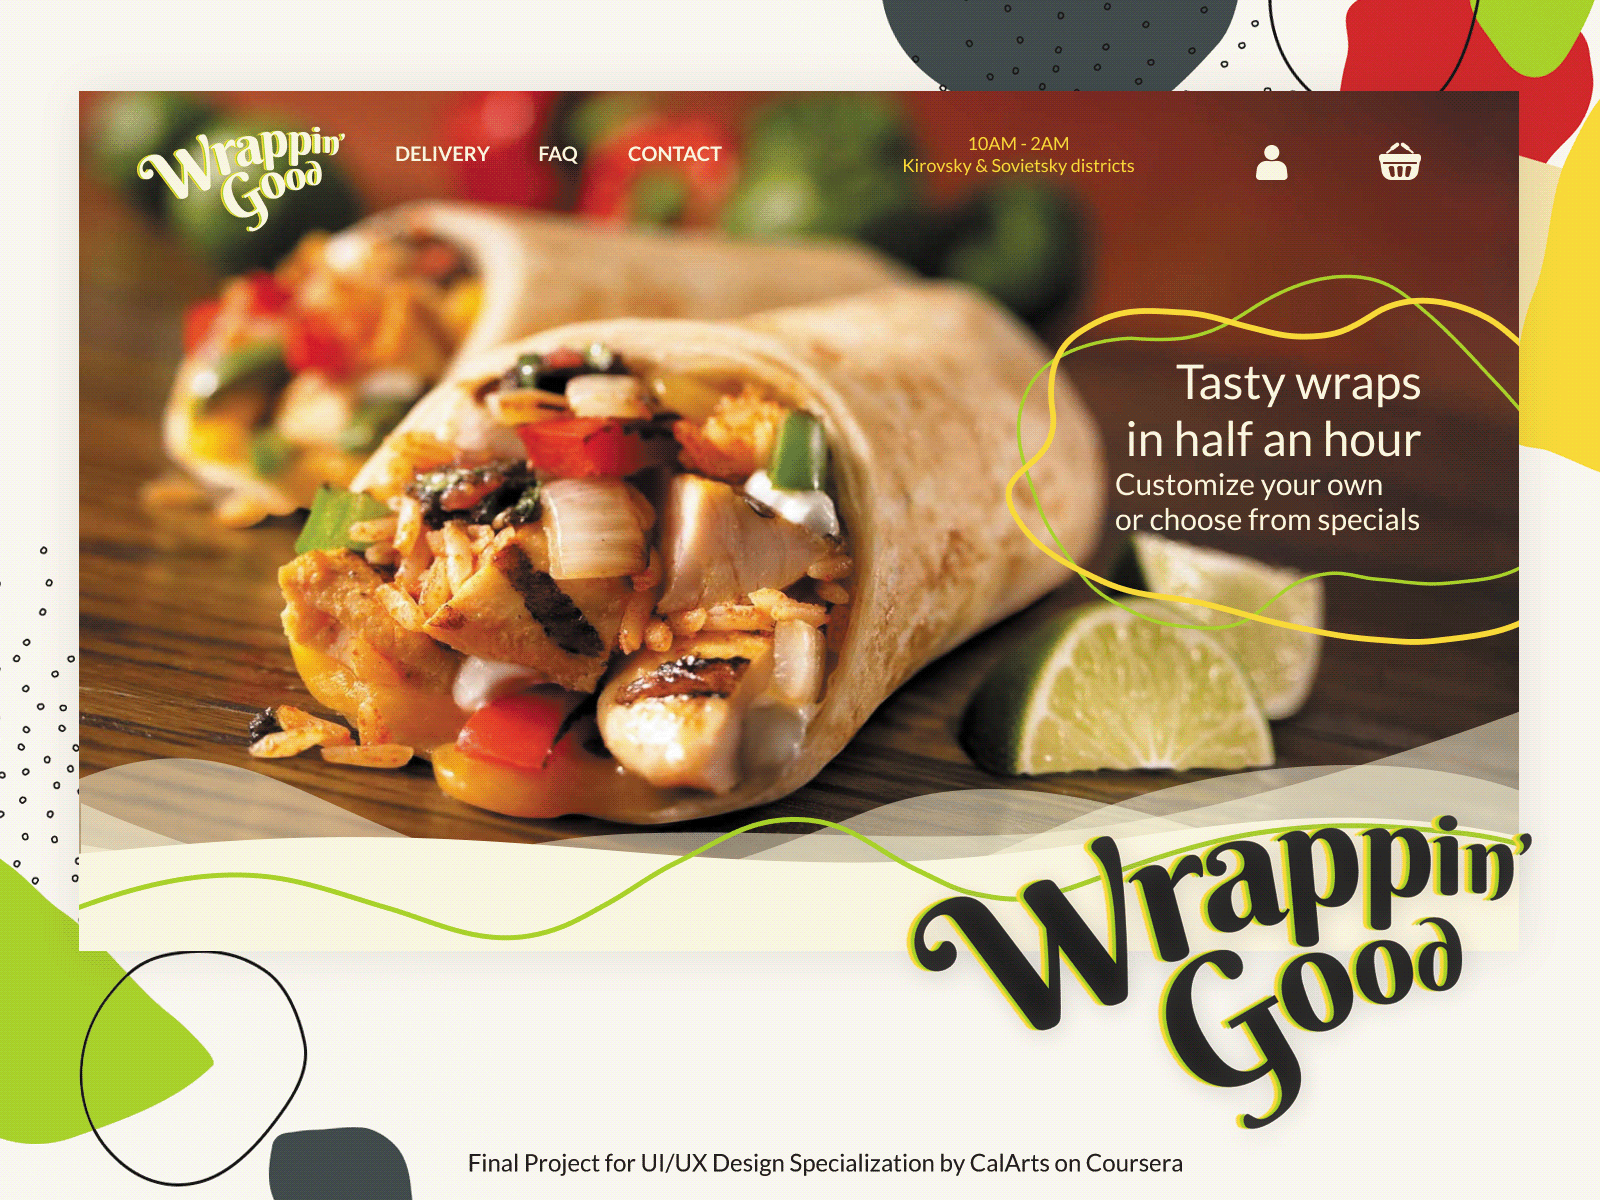 Wrappin'
Good
DELIVERY FAQ CONTACT
10AM - 2AM
Kirovsky & Sovietsky districts
Tasty wraps
in half an hour
Customize your own
or choose from specials
Wrappin'
Good
Final Project for UI/UX Design Specialization by CalArts on Coursera